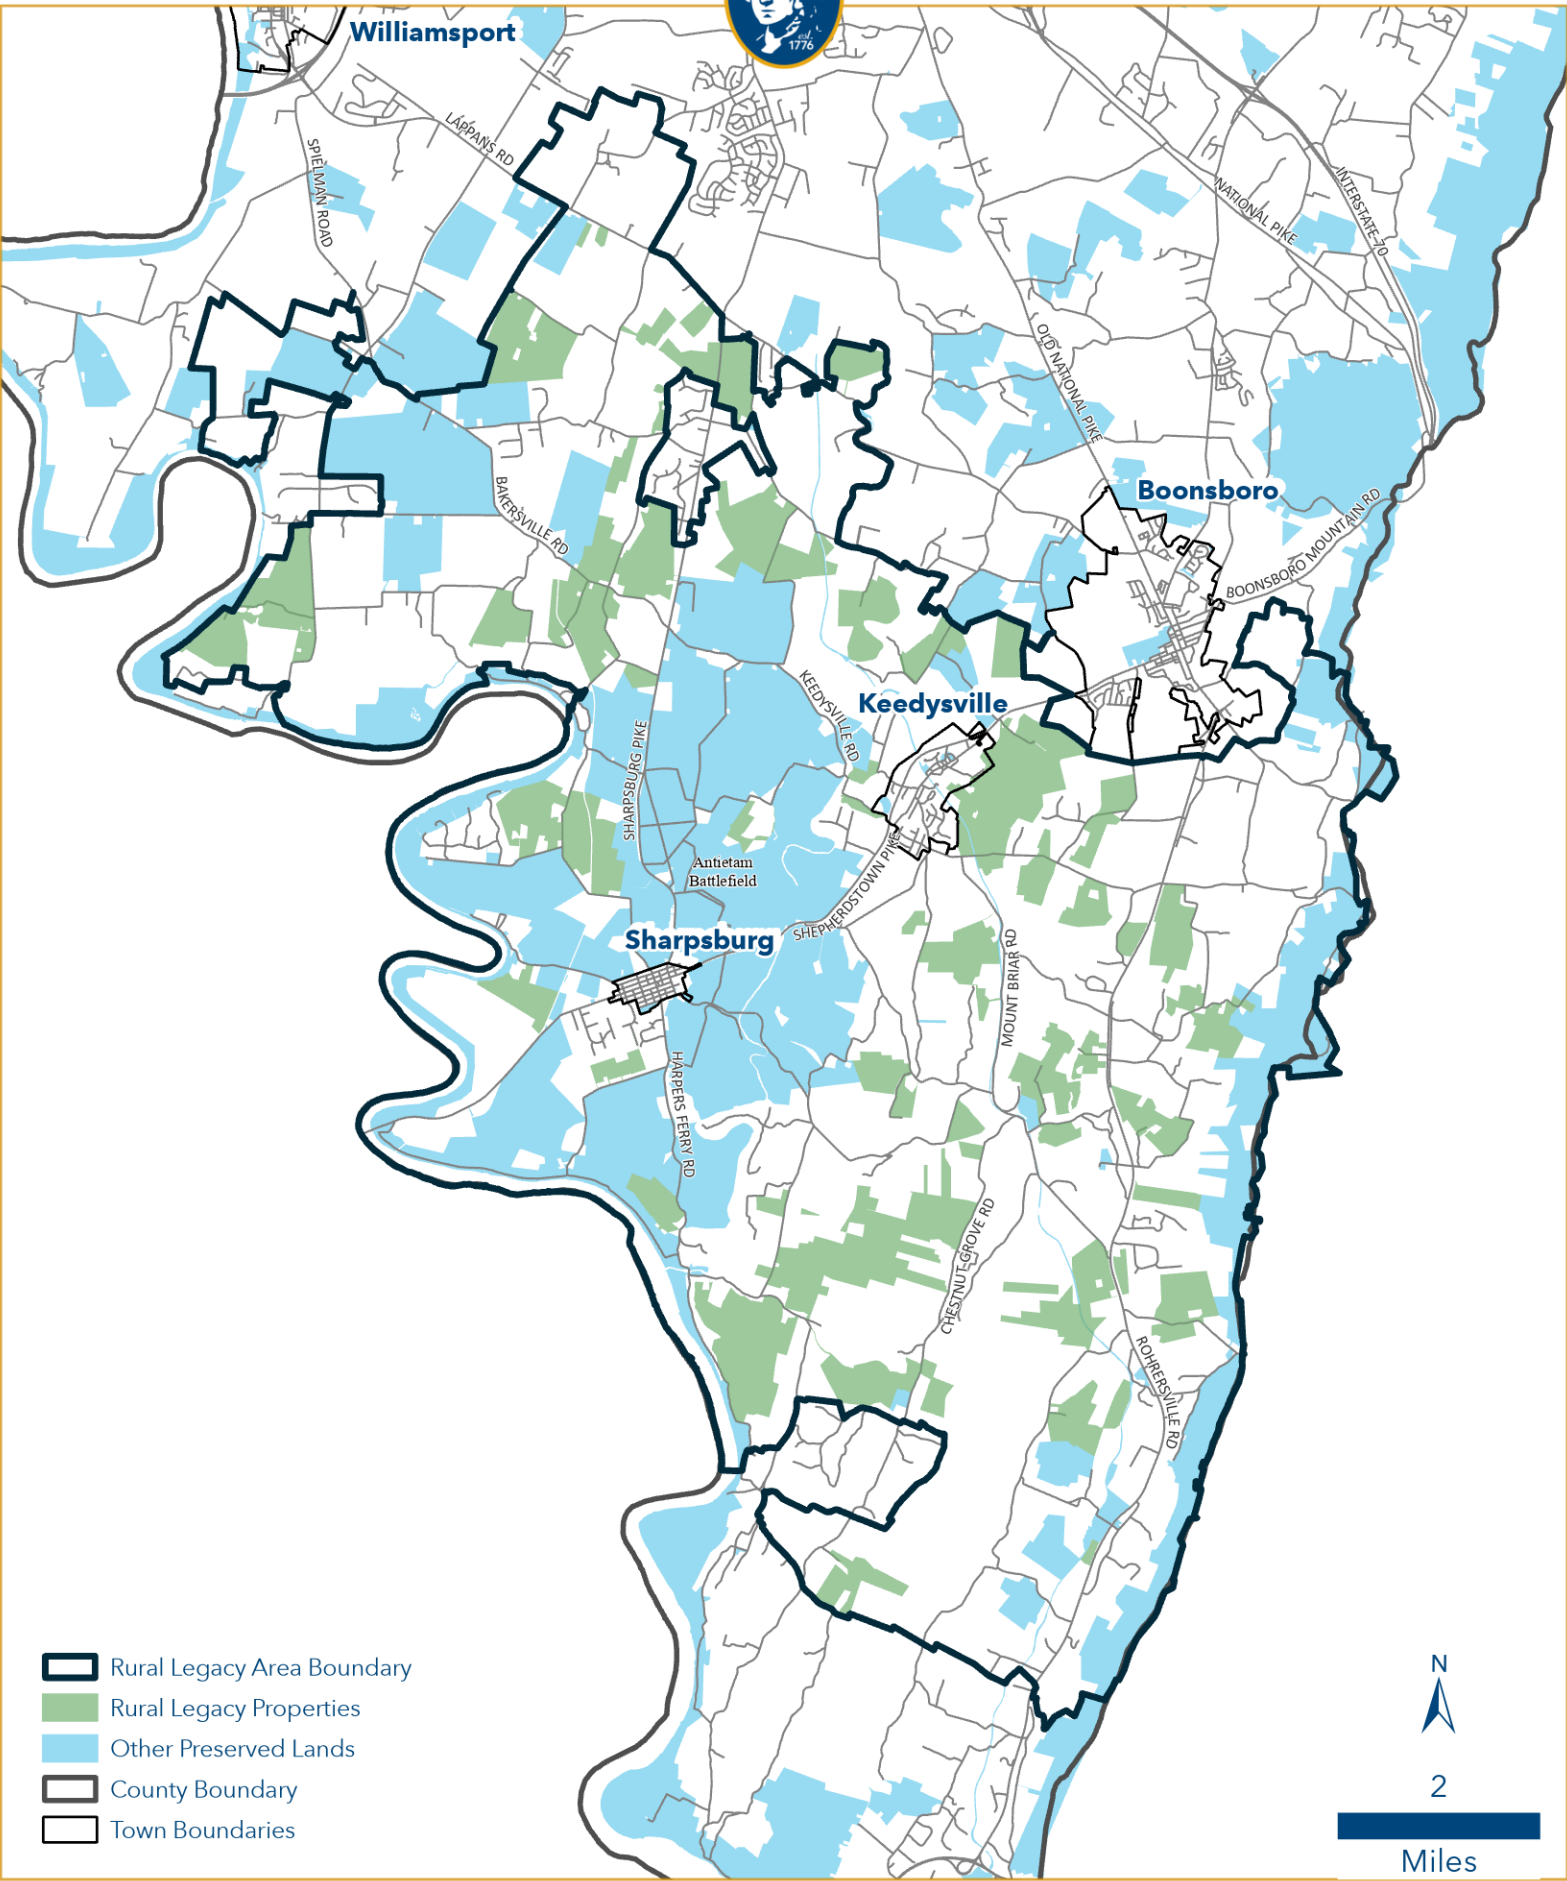 est.
1776
Williamsport
LAPPANS RD
SPIELMAN ROAD
NATIONAL PIKE
INTERSTATE 70
OLD NATIONAL PIKE
Boonsboro
BAKERSVILLE RD
BOONSBORO MOUNTAIN RD
KEEDYSVILLE RD
Keedysville
SHARPSBURG PIKE
Antietam
Battlefield
SHEPHERDSTOWN PIKE
Sharpsburg
MOUNT BRIAR RD
HARPERS FERRY RD
CHESTNUT GROVE RD
ROHRERSVILLE RD
Rural Legacy Area Boundary
Rural Legacy Properties
Other Preserved Lands
County Boundary
Town Boundaries
N
2
Miles